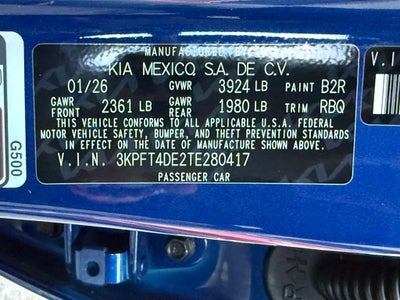 MANUFACTURED BY
KIA MEXICO, S.A. DE C.V.
01/26 GVWR 3924 LB PAINT B2R
GAWR FRONT 2361 LB GAWR REAR 1980 LB TRIM RBQ
THIS VEHICLE CONFORMS TO ALL APPLICABLE U.S. FEDERAL
MOTOR VEHICLE SAFETY, BUMPER, AND THEFT PREVENTION STANDARDS
IN EFFECT ON THE DATE OF MANUFACTURE SHOWN ABOVE.
V.I.N. 3KPFT4DE2TE280417
PASSENGER CAR
G500
V.I